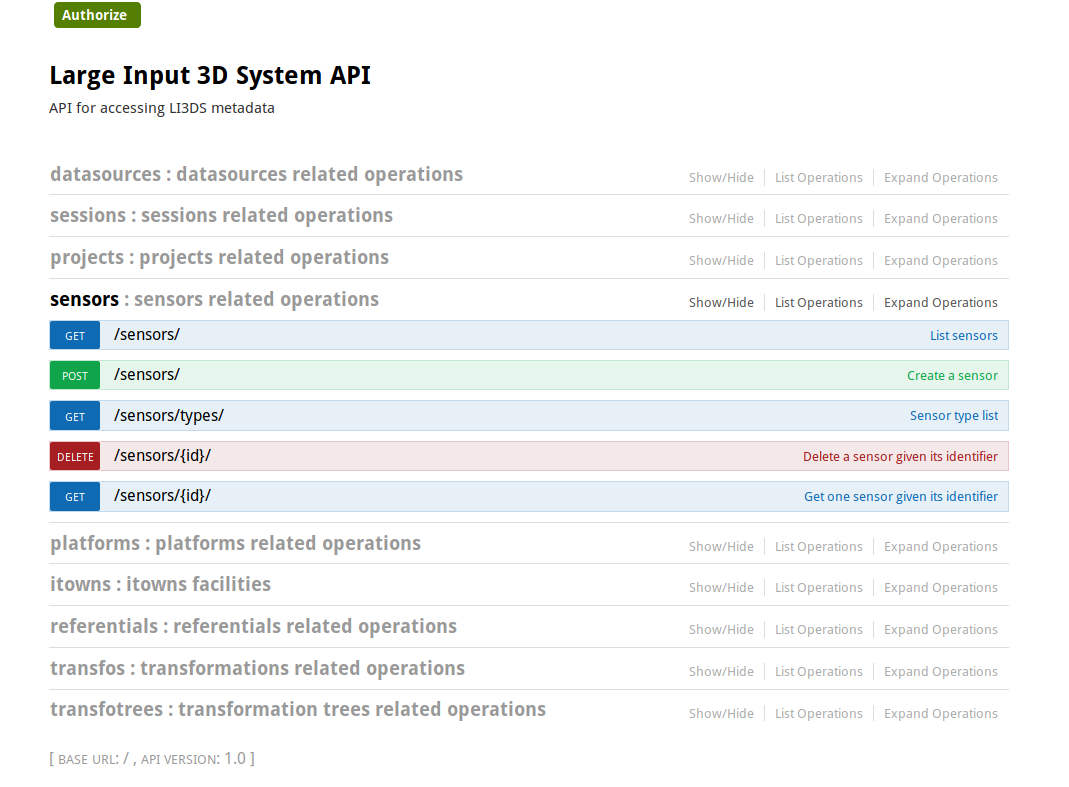 Authorize
Large Input 3D System API
API for accessing LI3DS metadata
datasources : datasources related operations Show/Hide List Operations Expand Operations
sessions : sessions related operations Show/Hide List Operations Expand Operations
projects : projects related operations Show/Hide List Operations Expand Operations
sensors : sensors related operations Show/Hide List Operations Expand Operations
GET /sensors/ List sensors
POST /sensors/ Create a sensor
GET /sensors/types/ Sensor type list
DELETE /sensors/{id}/ Delete a sensor given its identifier
GET /sensors/{id}/ Get one sensor given its identifier
platforms : platforms related operations Show/Hide List Operations Expand Operations
itowns : itowns facilities Show/Hide List Operations Expand Operations
referentials : referentials related operations Show/Hide List Operations Expand Operations
transfos : transformations related operations Show/Hide List Operations Expand Operations
transfotrees : transformation trees related operations Show/Hide List Operations Expand Operations
[ BASE URL: / , API VERSION: 1.0 ]